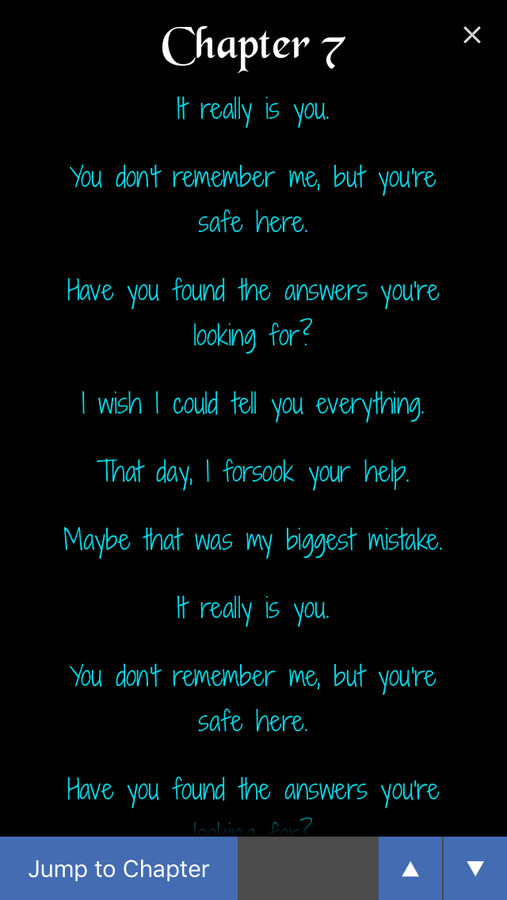 Chapter 7
It really is you.
You don't remember me, but you're
safe here.
Have you found the answers you're
looking for?
I wish I could tell you everything.
That day, I forsook your help.
Maybe that was my biggest mistake.
It really is you.
You don't remember me, but you're
safe here.
Have you found the answers you're
looking for?
Jump to Chapter